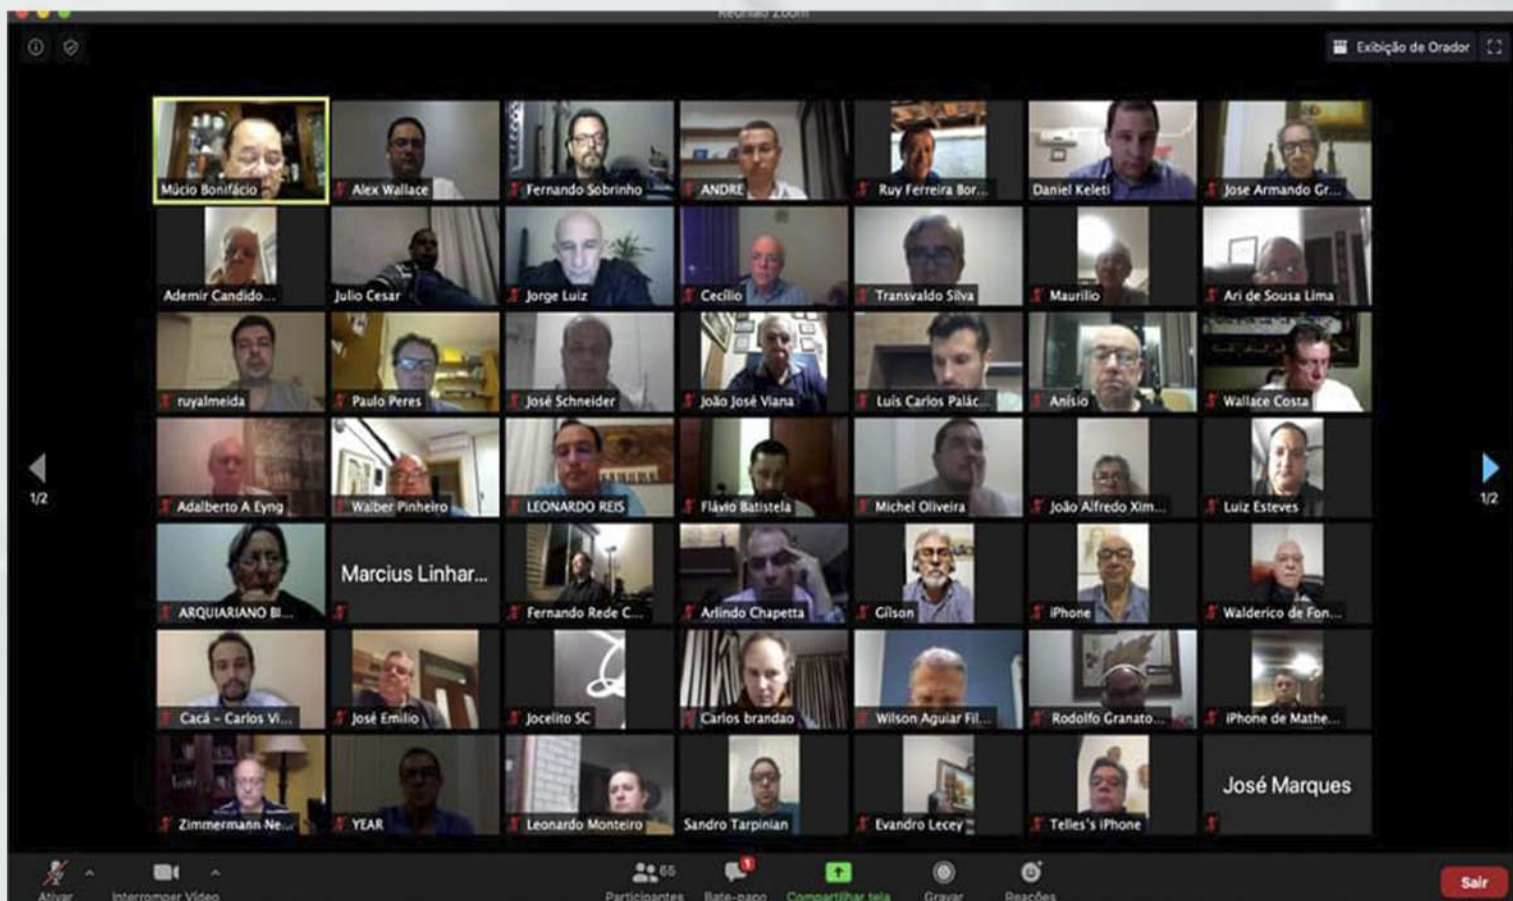 Reunião Zoom
Exibição de Orador
Múcio Bonifácio
Alex Wallace
Fernando Sobrinho
ANDRE
Ruy Ferreira Bor...
Daniel Keleti
Jose Armando Gr...
Ademir Candido...
Julio Cesar
Jorge Luiz
Cecílio
Transvaldo Silva
Maurilio
Ari de Sousa Lima
ruyalmeida
Paulo Peres
José Schneider
João José Viana
Luís Carlos Palác...
Anísio
Wallace Costa
1/2
1/2
Adalberto A Eyng
Walber Pinheiro
LEONARDO REIS
Flávio Batistela
Michel Oliveira
João Alfredo Xim...
Luiz Esteves
ARQUIARIANO BI...
Marcius Linhar...
Fernando Rede C...
Arlindo Chapetta
Gilson
iPhone
Walderico de Fon...
Cacá - Carlos Vi...
José Emílio
Jocelito SC
Carlos brandao
Wilson Aguiar Fil...
Rodolfo Granato...
iPhone de Mathe...
Zimmermann Ne...
YEAR
Leonardo Monteiro
Sandro Tarpinian
Evandro Lecey
Telles's iPhone
José Marques
65
1
Ativar
Interromper Vídeo
Participantes
Bate-papo
Compartilhar tela
Gravar
Reações
Sair